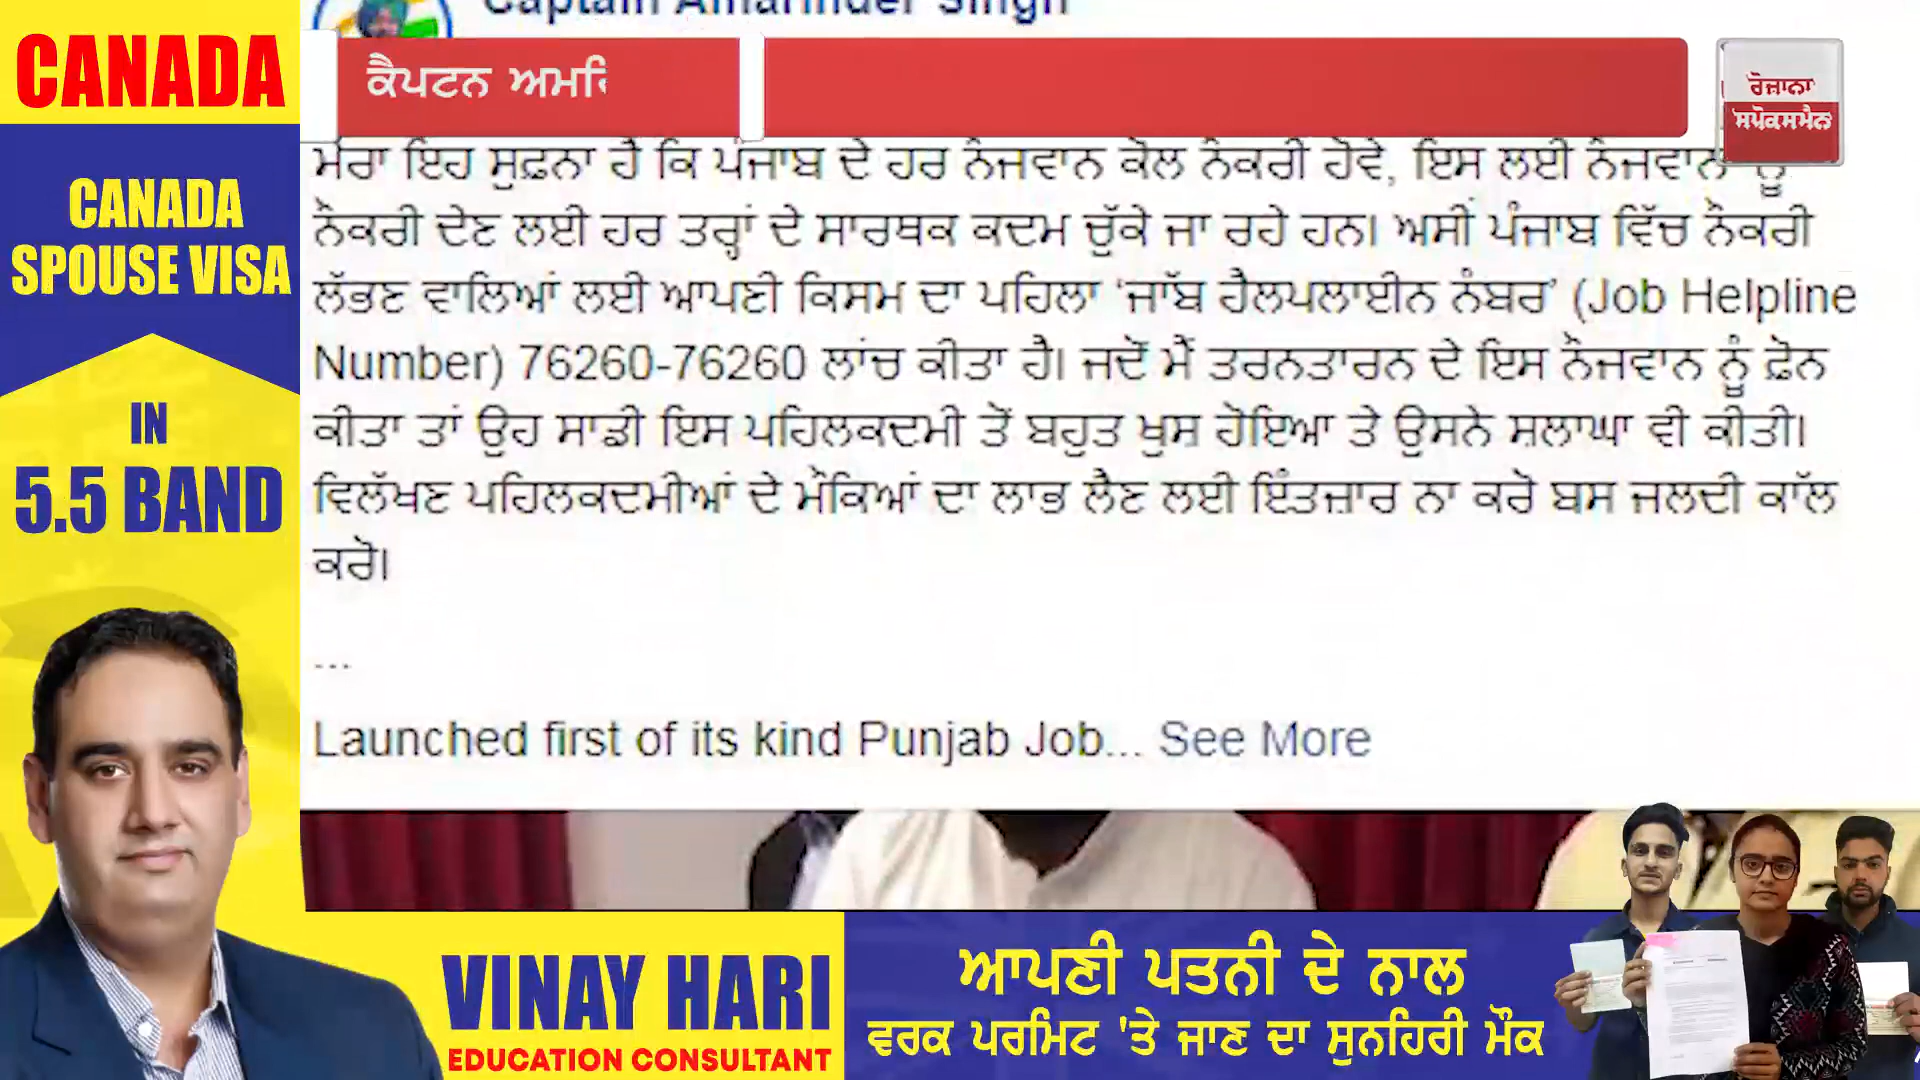 CANADA
CANADA
SPOUSE VISA
IN
5.5 BAND
Captain Amarinder Singh
ਕੈਪਟਨ ਅਮਰਿ
ਰੋਜ਼ਾਨਾ
ਸਪੋਕਸਮੈਨ
ਮੇਰਾ ਇਹ ਸੁਫ਼ਨਾ ਹੈ ਕਿ ਪੰਜਾਬ ਦੇ ਹਰ ਨੌਜਵਾਨ ਕੋਲ ਨੌਕਰੀ ਹੋਵੇ, ਇਸ ਲਈ ਨੌਜਵਾਨ ਨੂੰ
ਨੌਕਰੀ ਦੇਣ ਲਈ ਹਰ ਤਰ੍ਹਾਂ ਦੇ ਸਾਰਥਕ ਕਦਮ ਚੁੱਕੇ ਜਾ ਰਹੇ ਹਨ। ਅਸੀਂ ਪੰਜਾਬ ਵਿੱਚ ਨੌਕਰੀ
ਲੱਭਣ ਵਾਲਿਆਂ ਲਈ ਆਪਣੀ ਕਿਸਮ ਦਾ ਪਹਿਲਾ 'ਜਾੱਬ ਹੈਲਪਲਾਈਨ ਨੰਬਰ' (Job Helpline
Number) 76260-76260 ਲਾਂਚ ਕੀਤਾ ਹੈ। ਜਦੋਂ ਮੈਂ ਤਰਨਤਾਰਨ ਦੇ ਇਸ ਨੌਜਵਾਨ ਨੂੰ ਫ਼ੋਨ
ਕੀਤਾ ਤਾਂ ਉਹ ਸਾਡੀ ਇਸ ਪਹਿਲਕਦਮੀ ਤੋਂ ਬਹੁਤ ਖੁਸ਼ ਹੋਇਆ ਤੇ ਉਸਨੇ ਸ਼ਲਾਘਾ ਵੀ ਕੀਤੀ।
ਵਿਲੱਖਣ ਪਹਿਲਕਦਮੀਆਂ ਦੇ ਮੌਕਿਆਂ ਦਾ ਲਾਭ ਲੈਣ ਲਈ ਇੰਤਜ਼ਾਰ ਨਾ ਕਰੋ ਬਸ ਜਲਦੀ ਕਾੱਲ
ਕਰੋ।
...
Launched first of its kind Punjab Job... See More
VINAY HARI
EDUCATION CONSULTANT
ਆਪਣੀ ਪਤਨੀ ਦੇ ਨਾਲ
ਵਰਕ ਪਰਮਿਟ 'ਤੇ ਜਾਣ ਦਾ ਸੁਨਹਿਰੀ ਮੌਕ